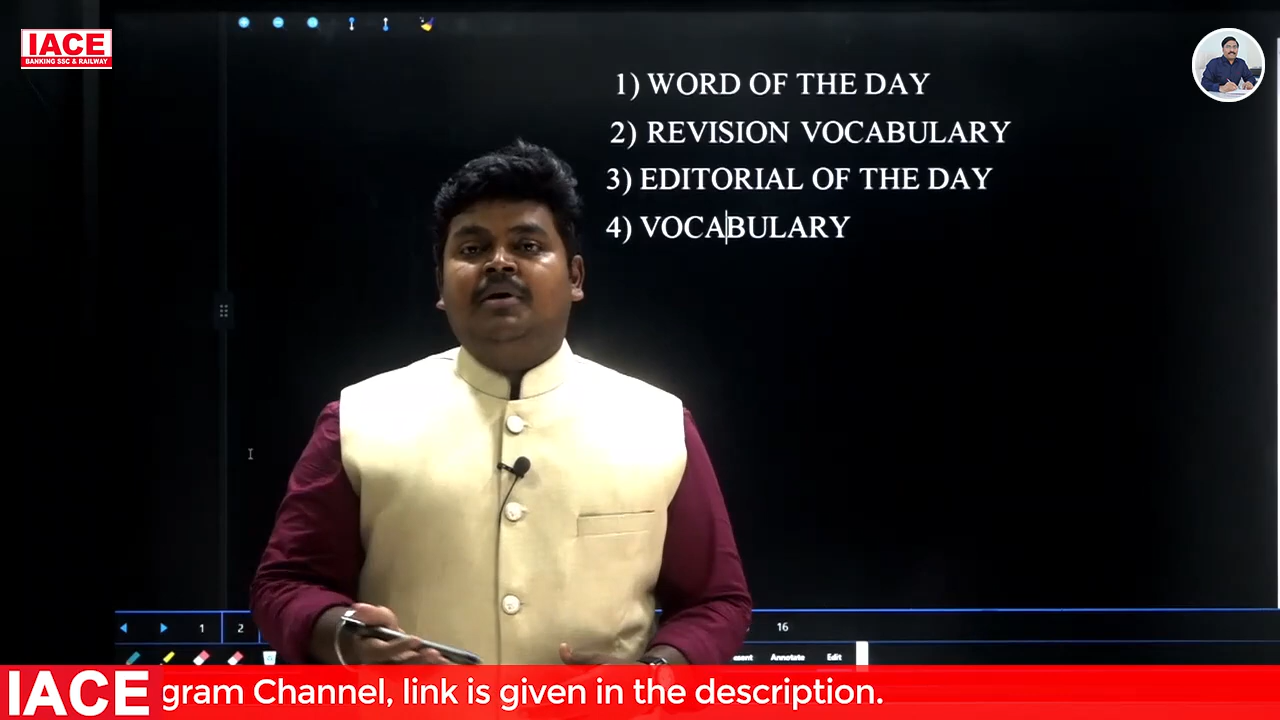 IACE
BANKING SSC & RAILWAY
1) WORD OF THE DAY
2) REVISION VOCABULARY
3) EDITORIAL OF THE DAY
4) VOCABULARY
1
2
16
Annotate
Edit
IACE
gram Channel, link is given in the description.